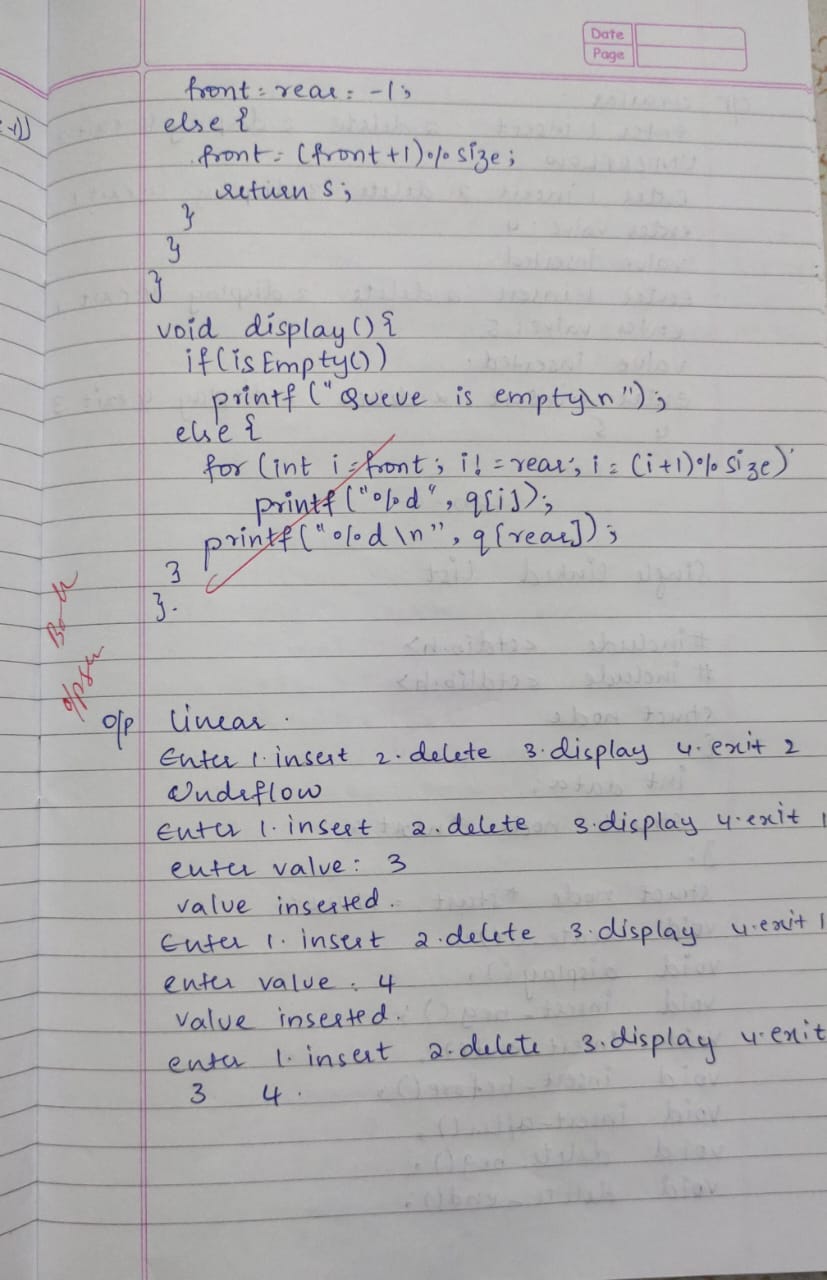 Date
Page
front = rear = -1;
else {
front = (front+1)%size;
return s;
}
}
}
void display(){
if(isEmpty())
printf("Queue is empty\n");
else {
for(int i=front; i!=rear; i=(i+1)%size)
printf("%d", q[i]);
printf("%d\n", q[rear]);
}
}.
Both
o/p linear.
Enter 1.insert 2.delete 3.display 4.exit 2
Undeflow
Enter 1.insert 2.delete 3.display 4.exit 1
enter value: 3
value inserted.
Enter 1.insert 2.delete 3.display 4.exit 1
enter value: 4
value inserted.
enter 1.insert 2.delete 3.display 4.exit
3 4.